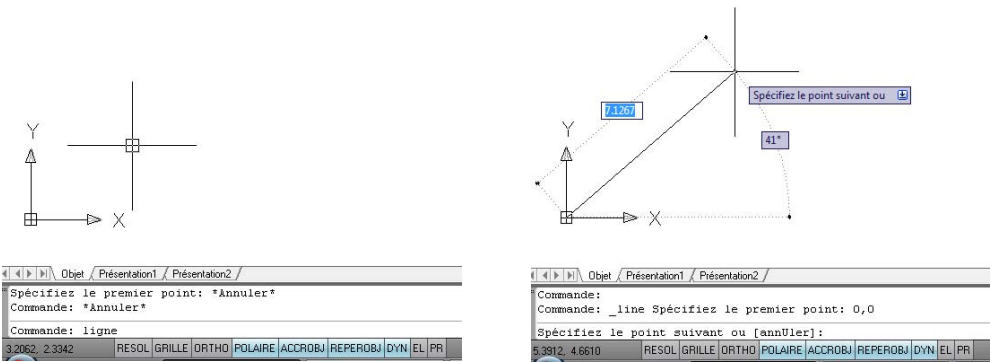 Y
X
Objet / Présentation1 / Présentation2 /
Spécifiez le premier point: *Annuler*
Commande: *Annuler*
Commande: ligne
3.2062, 2.3342 RESOL GRILLE ORTHO POLAIRE ACCROBJ REPEROBJ DYN EL PR
Spécifiez le point suivant ou
7.1267
41°
Y
X
Objet / Présentation1 / Présentation2 /
Commande:
Commande: _line Spécifiez le premier point: 0,0
Spécifiez le point suivant ou [annUler]:
5.3912, 4.6610 RESOL GRILLE ORTHO POLAIRE ACCROBJ REPEROBJ DYN EL PR